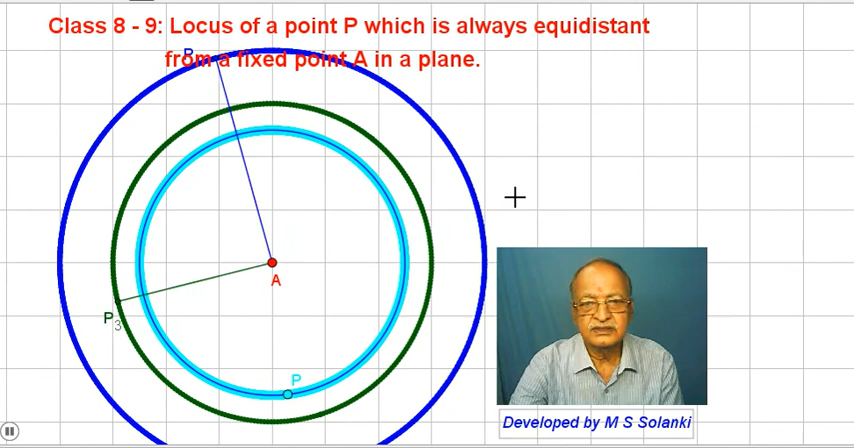 Class 8 - 9: Locus of a point P which is always equidistant
from a fixed point A in a plane.
A
P3
P
Developed by M S Solanki